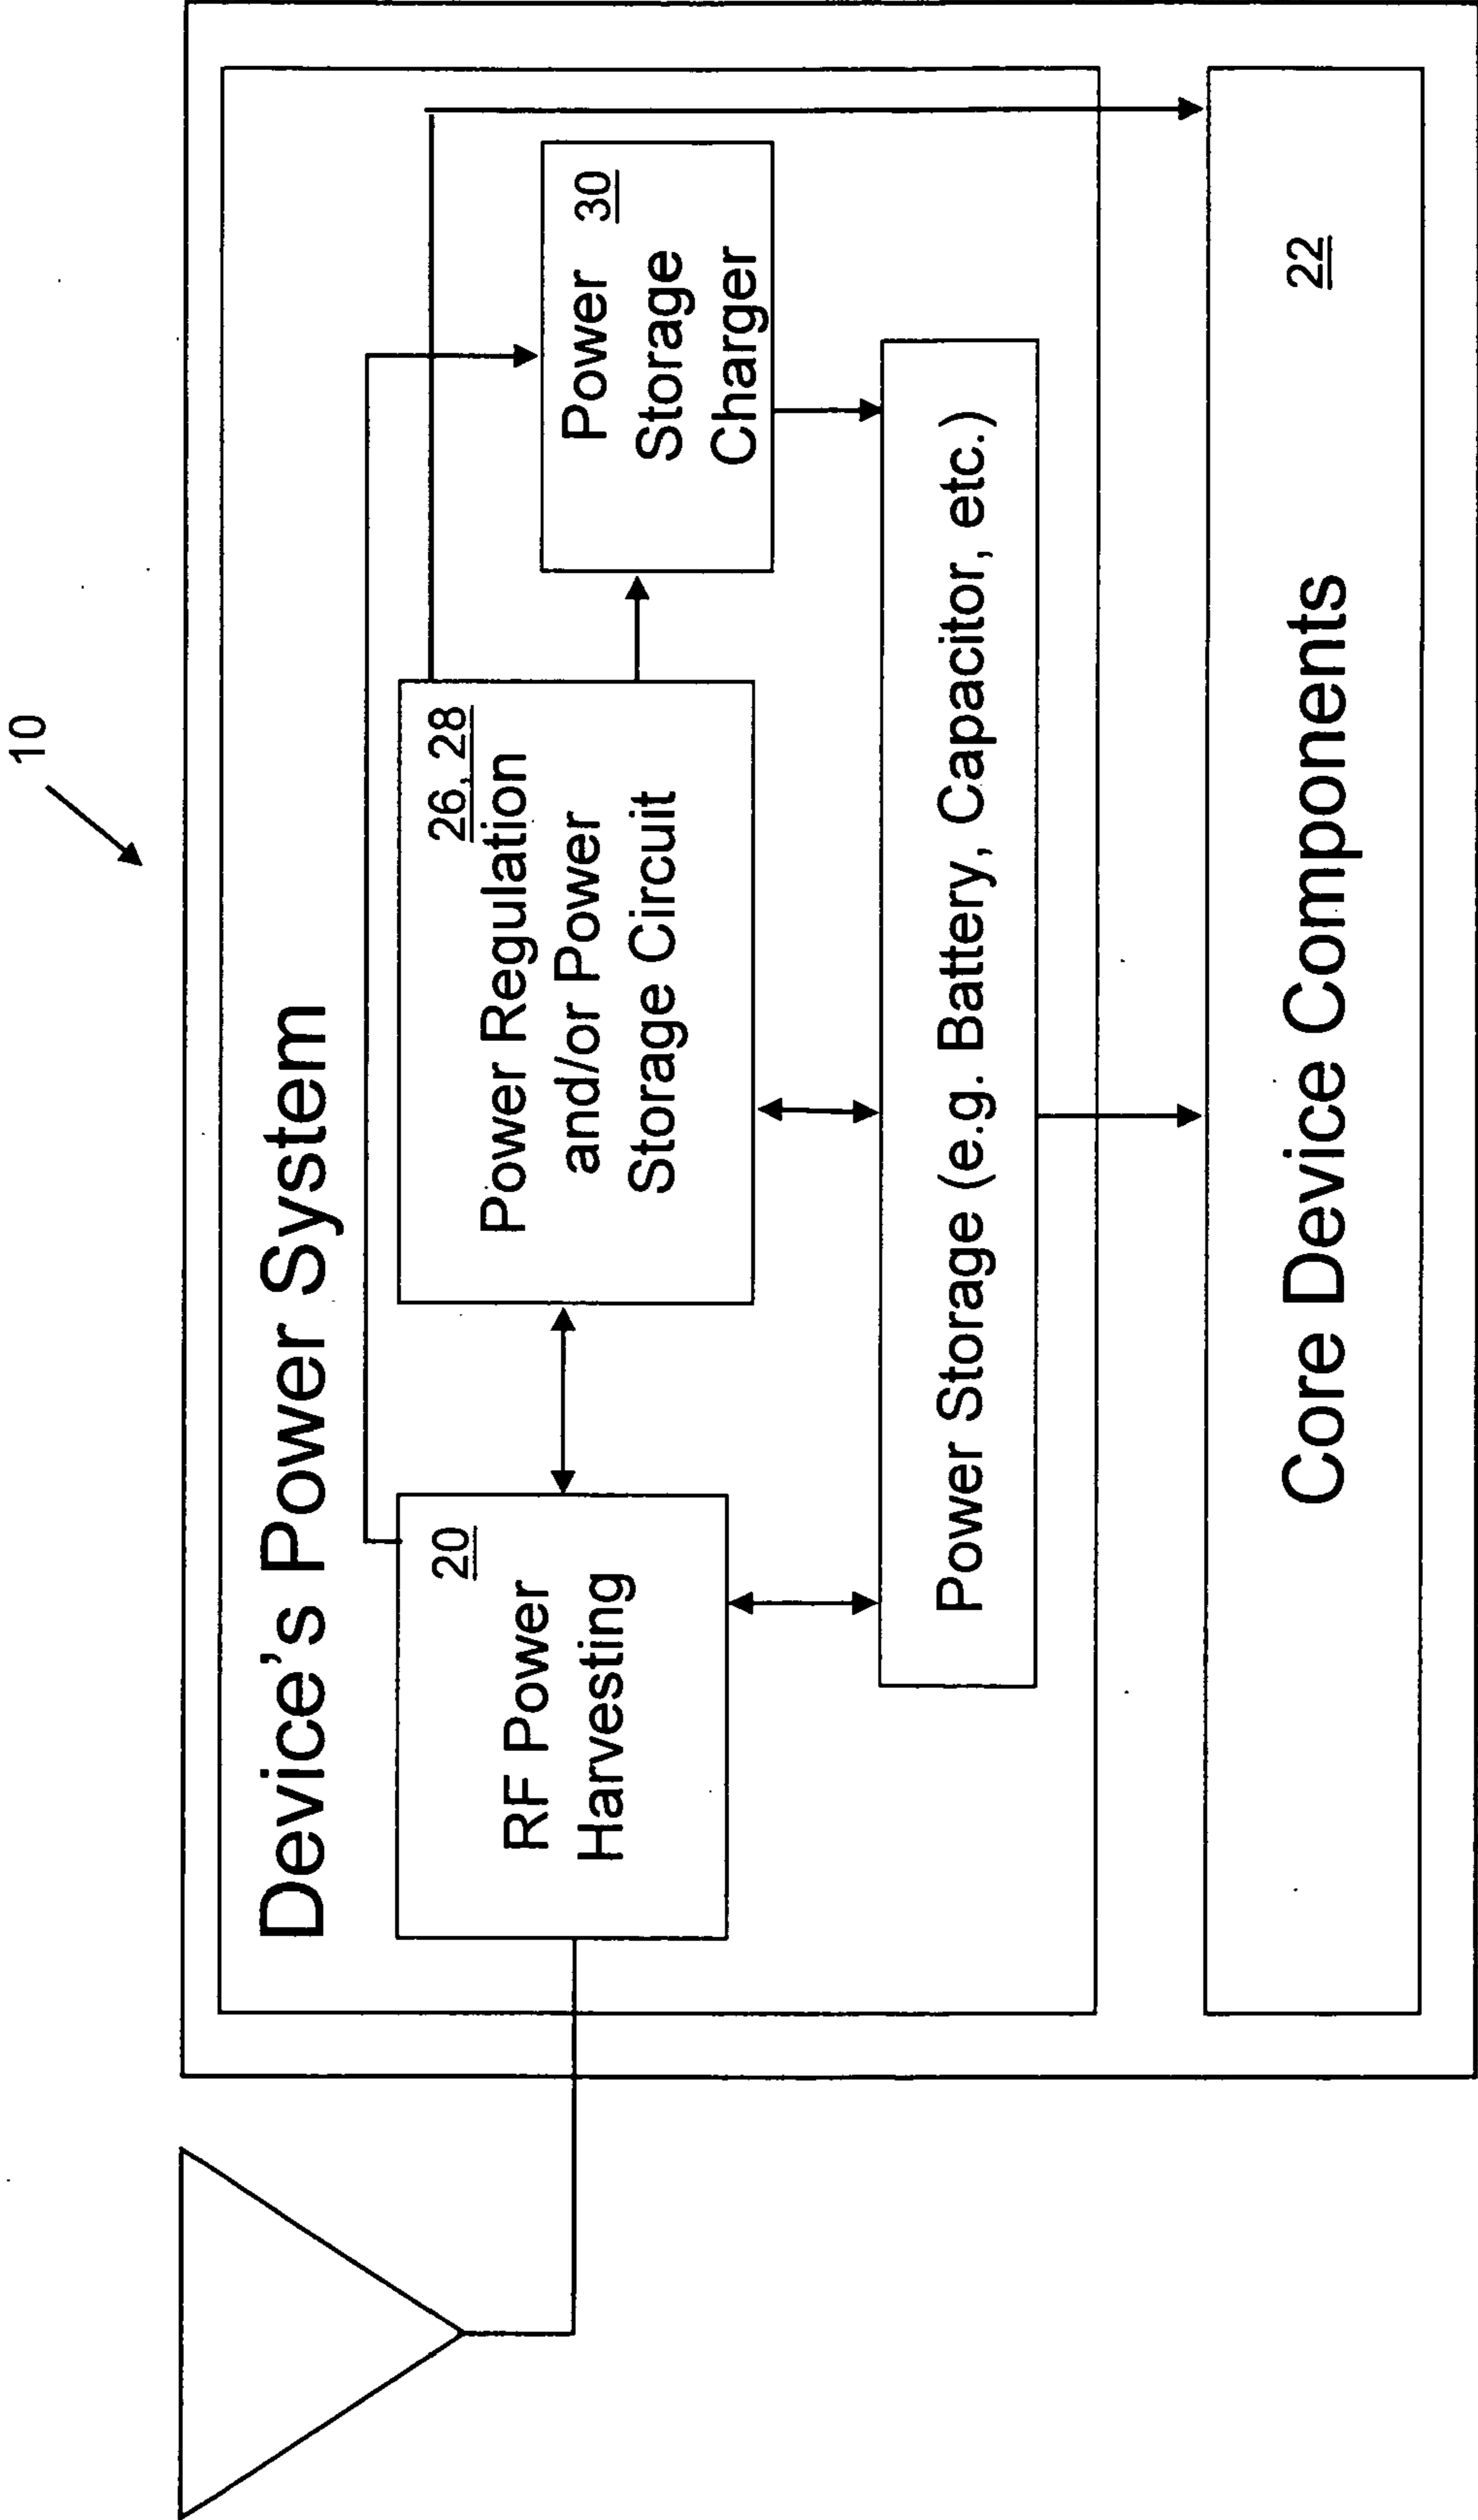 10
Device's Power System
20
RF Power
Harvesting
26, 28
Power Regulation
and/or Power
Storage Circuit
Power 30
Storage
Charger
Power Storage (e.g. Battery, Capacitor, etc.)
22
Core Device Components